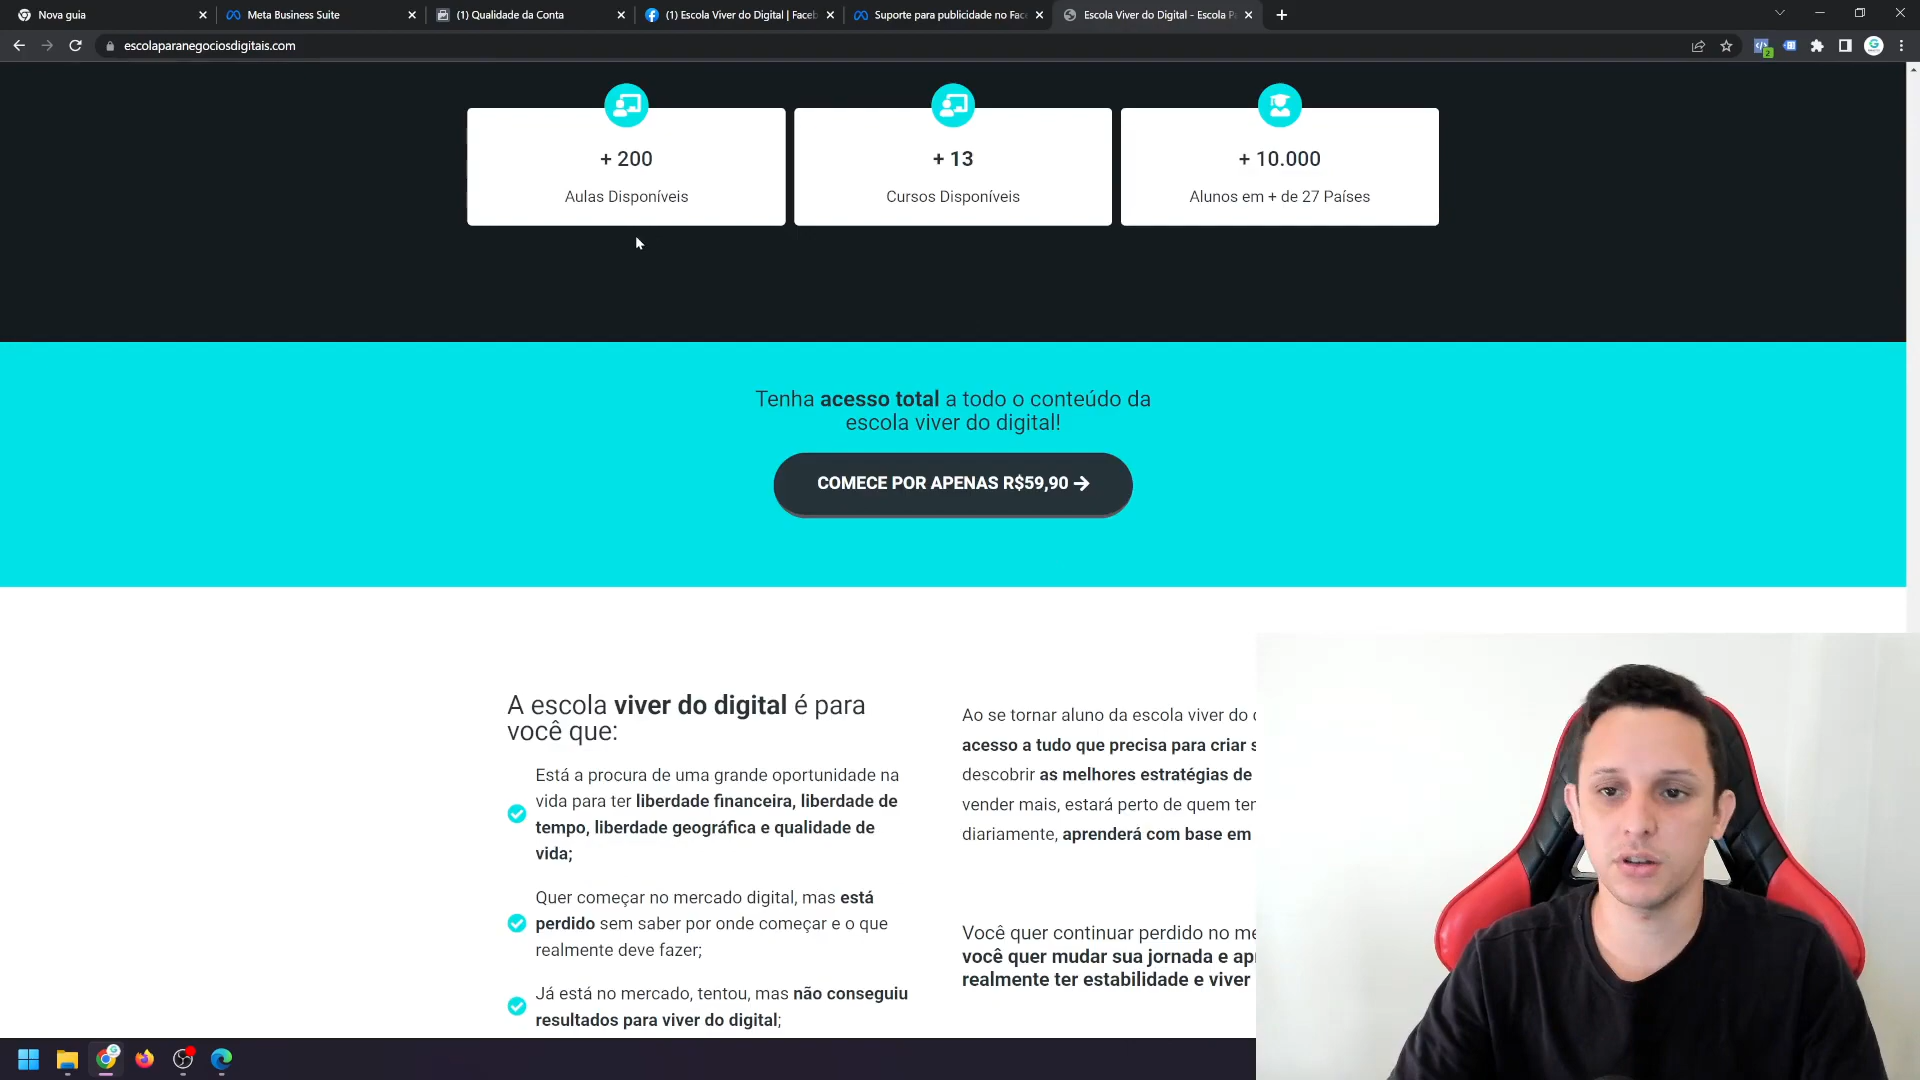 Nova guia
Meta Business Suite
(1) Qualidade da Conta
(1) Escola Viver do Digital | Faceb
Suporte para publicidade no Fac
Escola Viver do Digital - Escola P
escolaparanegociosdigitais.com
2
+ 200
Aulas Disponíveis
+ 13
Cursos Disponíveis
+ 10.000
Alunos em + de 27 Países
Tenha acesso total a todo o conteúdo da
escola viver do digital!
COMECE POR APENAS R$59,90
A escola viver do digital é para
você que:
Está a procura de uma grande oportunidade na
vida para ter liberdade financeira, liberdade de
tempo, liberdade geográfica e qualidade de
vida;
Quer começar no mercado digital, mas está
perdido sem saber por onde começar e o que
realmente deve fazer;
Já está no mercado, tentou, mas não conseguiu
resultados para viver do digital;
Ao se tornar aluno da escola viver do
acesso a tudo que precisa para criar s
descobrir as melhores estratégias de
vender mais, estará perto de quem ter
diariamente, aprenderá com base em
Você quer continuar perdido no me
você quer mudar sua jornada e ap
realmente ter estabilidade e viver